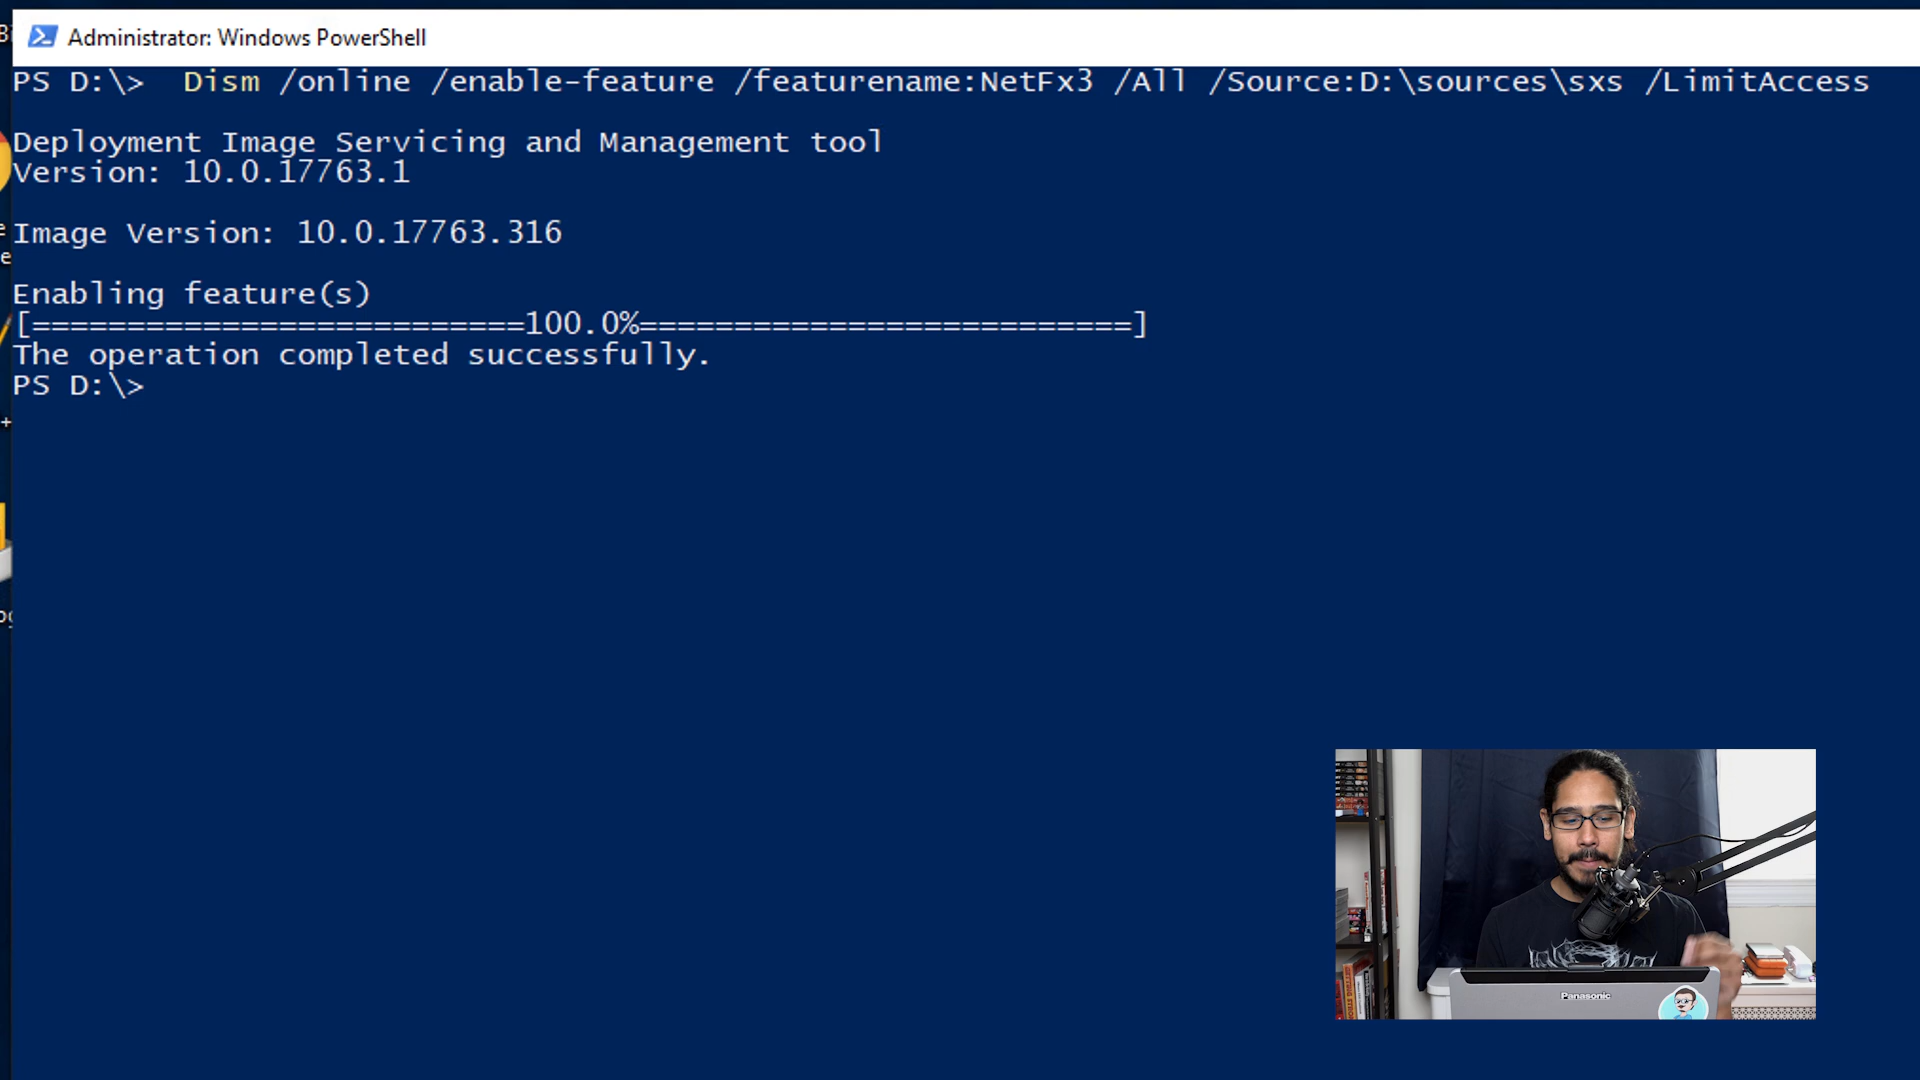 Administrator: Windows PowerShell
PS D:\>  Dism /online /enable-feature /featurename:NetFx3 /All /Source:D:\sources\sxs /LimitAccess
Deployment Image Servicing and Management tool
Version: 10.0.17763.1
Image Version: 10.0.17763.316
Enabling feature(s)
[==========================100.0%==========================]
The operation completed successfully.
PS D:\>
Panasonic